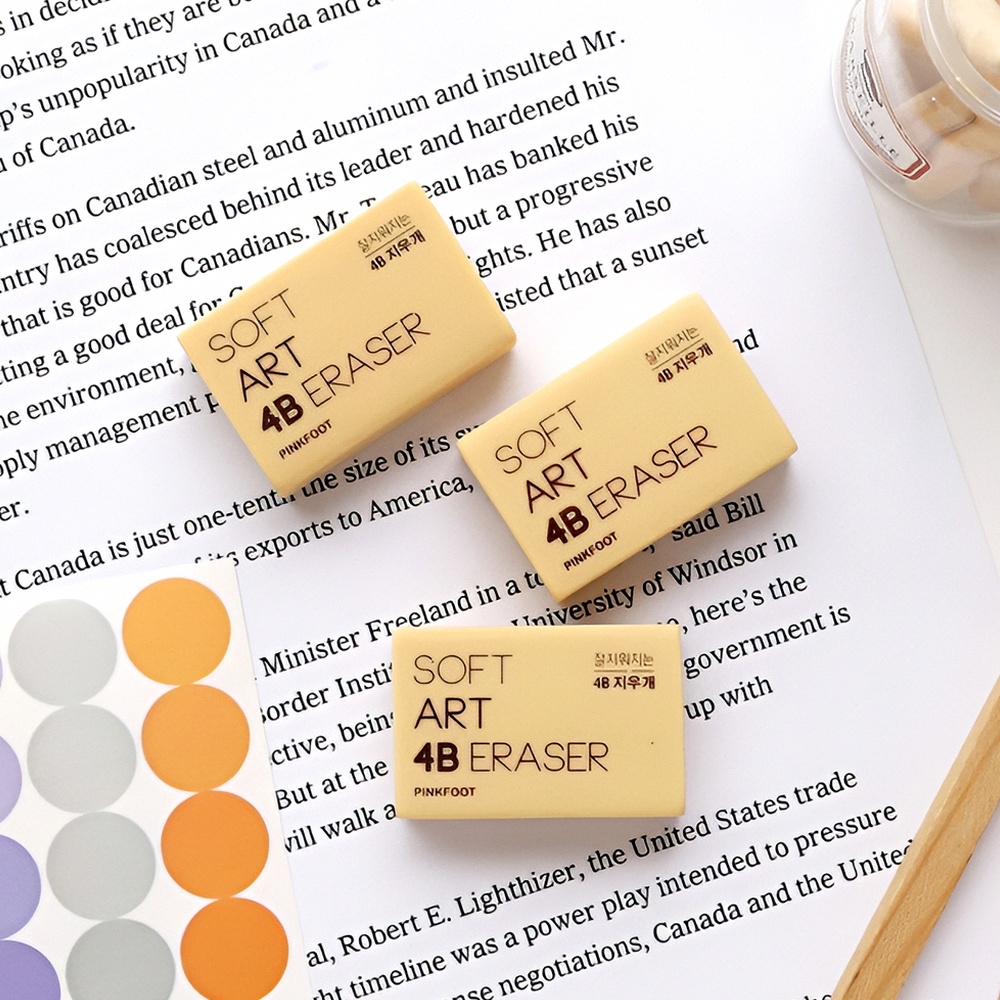 s in
oking as if they are
p's unpopularity in Canada and a
of Canada.
riffs on Canadian steel and aluminum and insulted Mr.
ntry has coalesced behind its leader and hardened his
that is good for Canadians. Mr. T eau has banked his
but a progressive
ting a good deal for
ghts. He has also
he environment,
isted that a sunset
ply management
nd
er.
t Canada is just one-tenth the size of its
its exports to America,
said Bill
Minister Freeland in a
University of Windsor in
order
, here's the
ctive,
government is
But at the
up with
will walk
al, Robert E. Lighthizer, the United States trade
ht timeline was a power play intended to pressure
nse negotiations, Canada and the United
SOFT
ART
4B ERASER
PINKFOOT
잘지워지는
4B 지우개
SOFT
ART
4B ERASER
PINKFOOT
잘지워지는
4B 지우개
SOFT
ART
4B ERASER
PINKFOOT
잘지워지는
4B 지우개